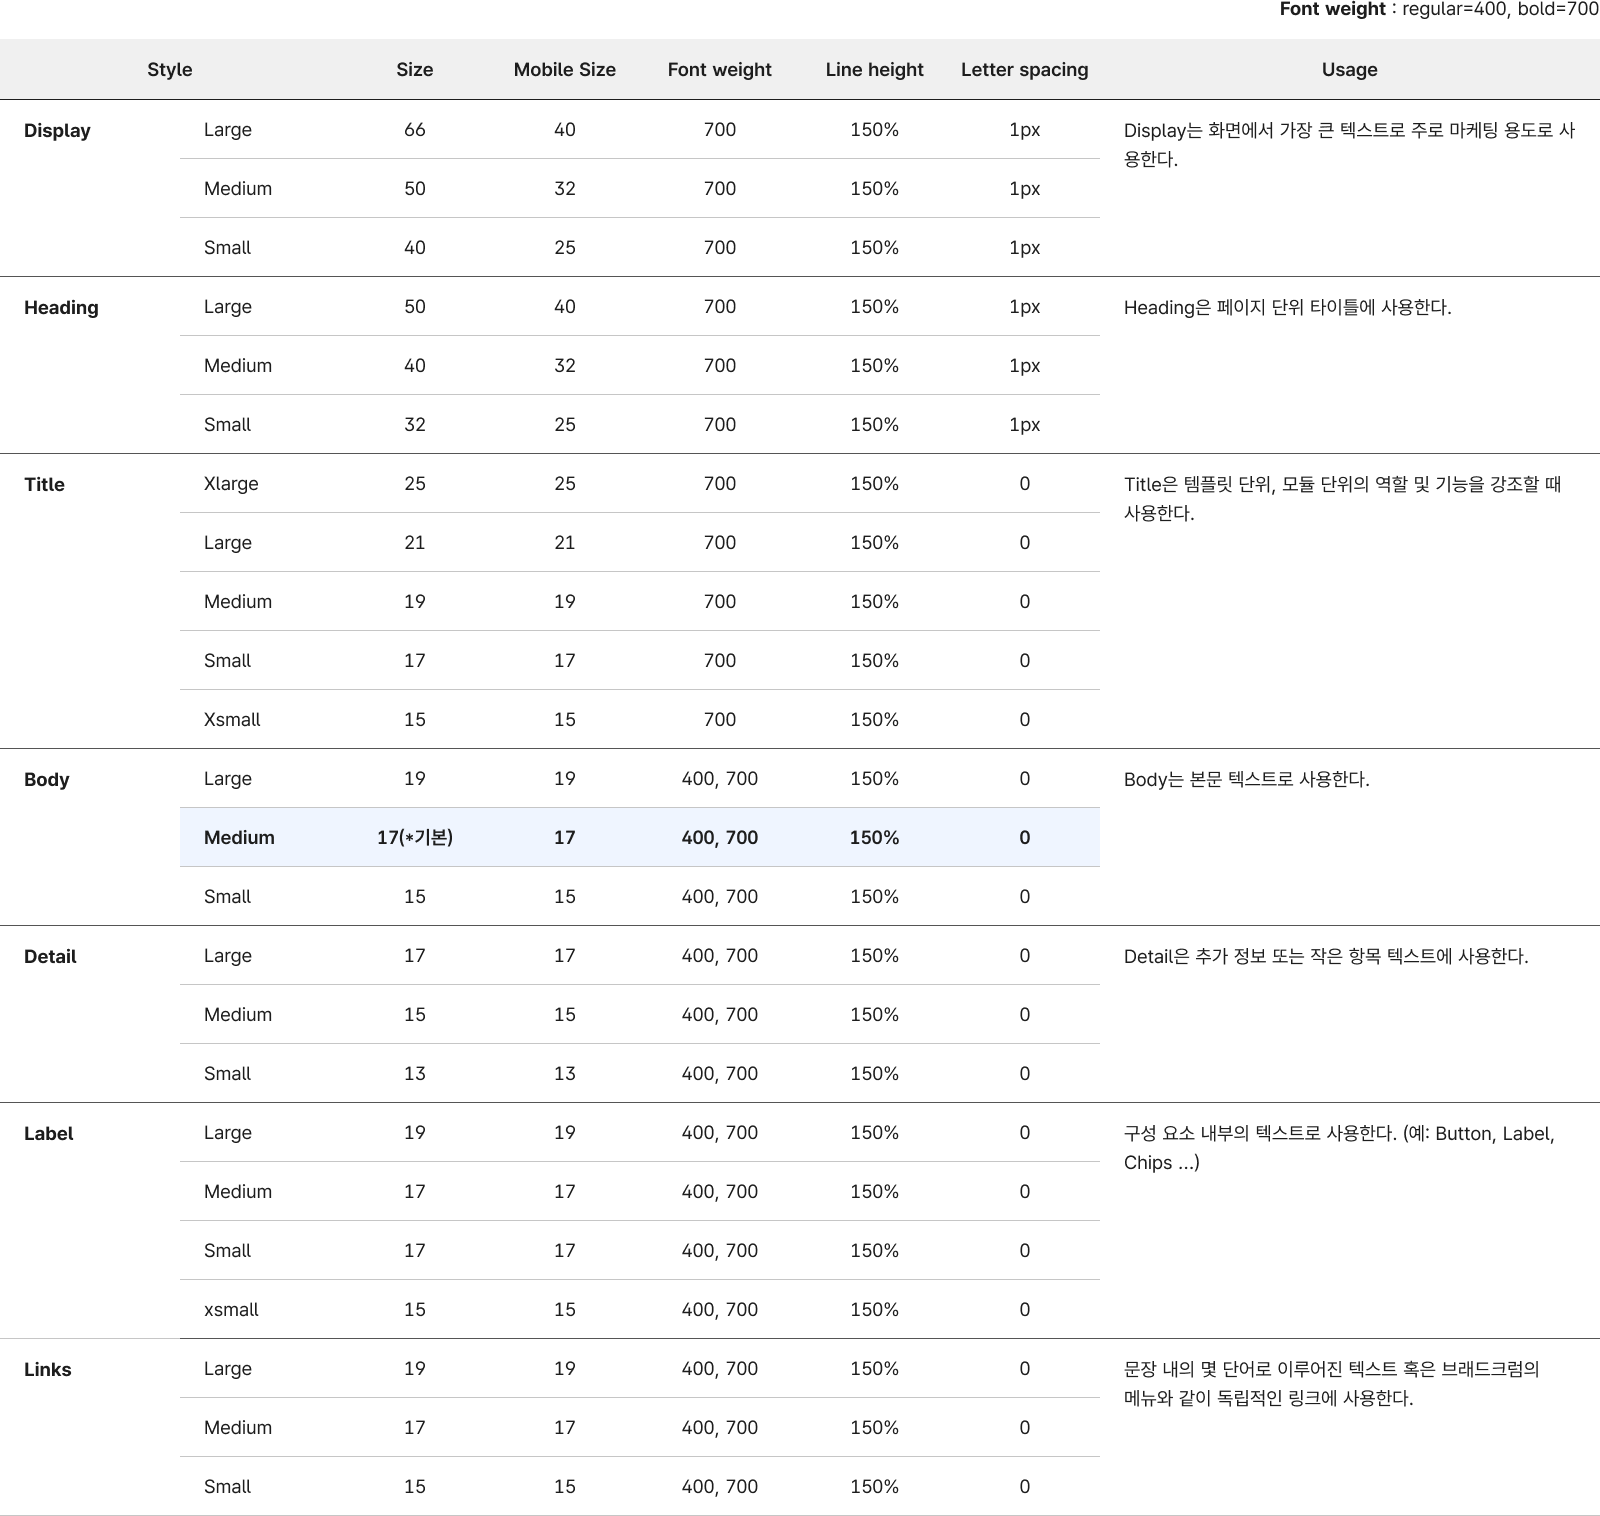 Font weight : regular=400, bold=700
Style Size Mobile Size Font weight Line height Letter spacing Usage
Display Large 66 40 700 150% 1px Display는 화면에서 가장 큰 텍스트로 주로 마케팅 용도로 사
용한다.
Medium 50 32 700 150% 1px
Small 40 25 700 150% 1px
Heading Large 50 40 700 150% 1px Heading은 페이지 단위 타이틀에 사용한다.
Medium 40 32 700 150% 1px
Small 32 25 700 150% 1px
Title Xlarge 25 25 700 150% 0 Title은 템플릿 단위, 모듈 단위의 역할 및 기능을 강조할 때
사용한다.
Large 21 21 700 150% 0
Medium 19 19 700 150% 0
Small 17 17 700 150% 0
Xsmall 15 15 700 150% 0
Body Large 19 19 400, 700 150% 0 Body는 본문 텍스트로 사용한다.
Medium 17(*기본) 17 400, 700 150% 0
Small 15 15 400, 700 150% 0
Detail Large 17 17 400, 700 150% 0 Detail은 추가 정보 또는 작은 항목 텍스트에 사용한다.
Medium 15 15 400, 700 150% 0
Small 13 13 400, 700 150% 0
Label Large 19 19 400, 700 150% 0 구성 요소 내부의 텍스트로 사용한다. (예: Button, Label,
Chips ...)
Medium 17 17 400, 700 150% 0
Small 17 17 400, 700 150% 0
xsmall 15 15 400, 700 150% 0
Links Large 19 19 400, 700 150% 0 문장 내의 몇 단어로 이루어진 텍스트 혹은 브래드크럼의
메뉴와 같이 독립적인 링크에 사용한다.
Medium 17 17 400, 700 150% 0
Small 15 15 400, 700 150% 0